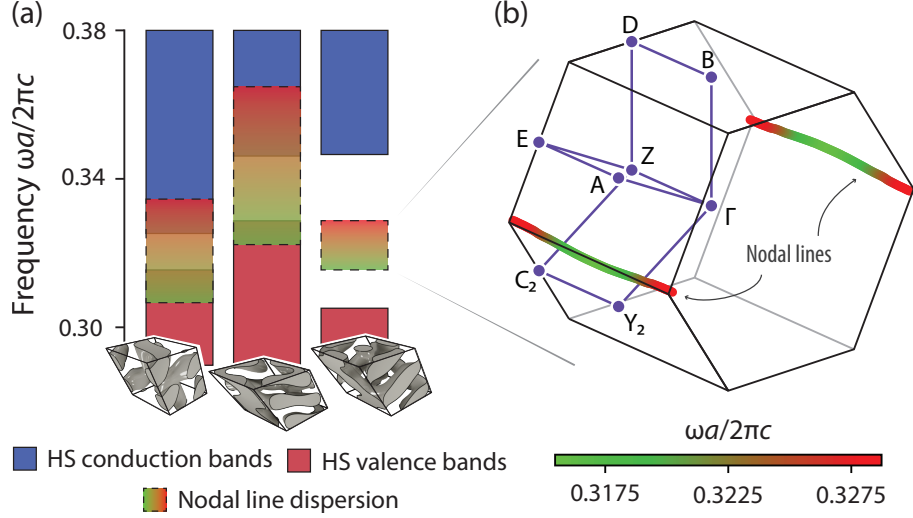 (a)
Frequency ωa/2πc
0.38
0.34
0.30
HS conduction bands
HS valence bands
Nodal line dispersion
(b)
D
B
E
Z
A
Γ
C₂
Y₂
Nodal lines
ωa/2πc
0.3175
0.3225
0.3275